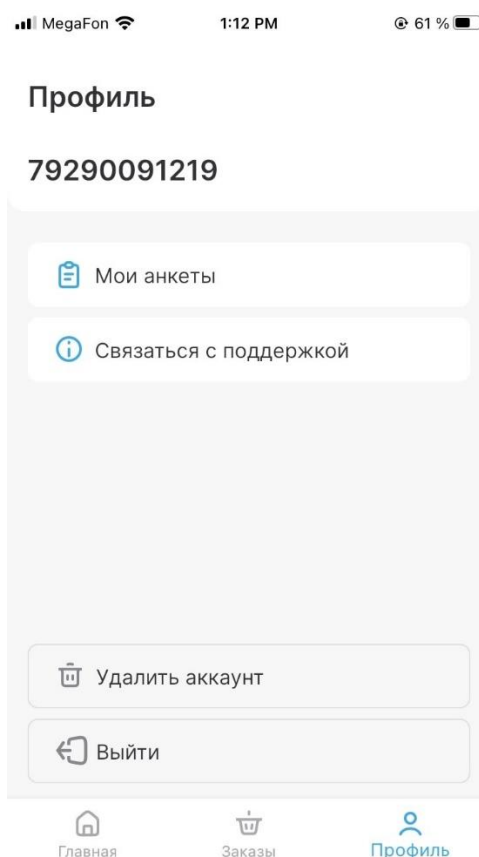 MegaFon 1:12 PM 61 %
Профиль
79290091219
Мои анкеты
Связаться с поддержкой
Удалить аккаунт
Выйти
Главная Заказы Профиль